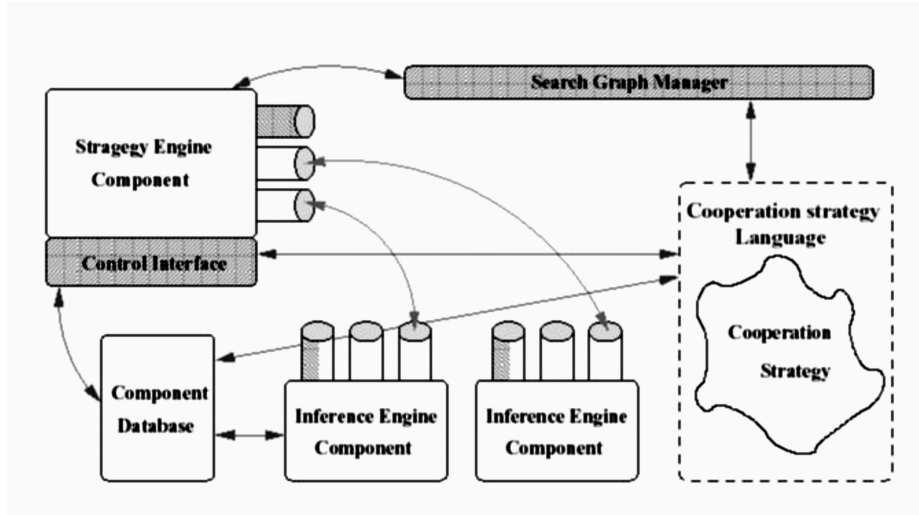 Search Graph Manager
Stragegy Engine
Component
Control Interface
Cooperation strategy
Language
Cooperation
Strategy
Component
Database
Inference Engine
Component
Inference Engine
Component